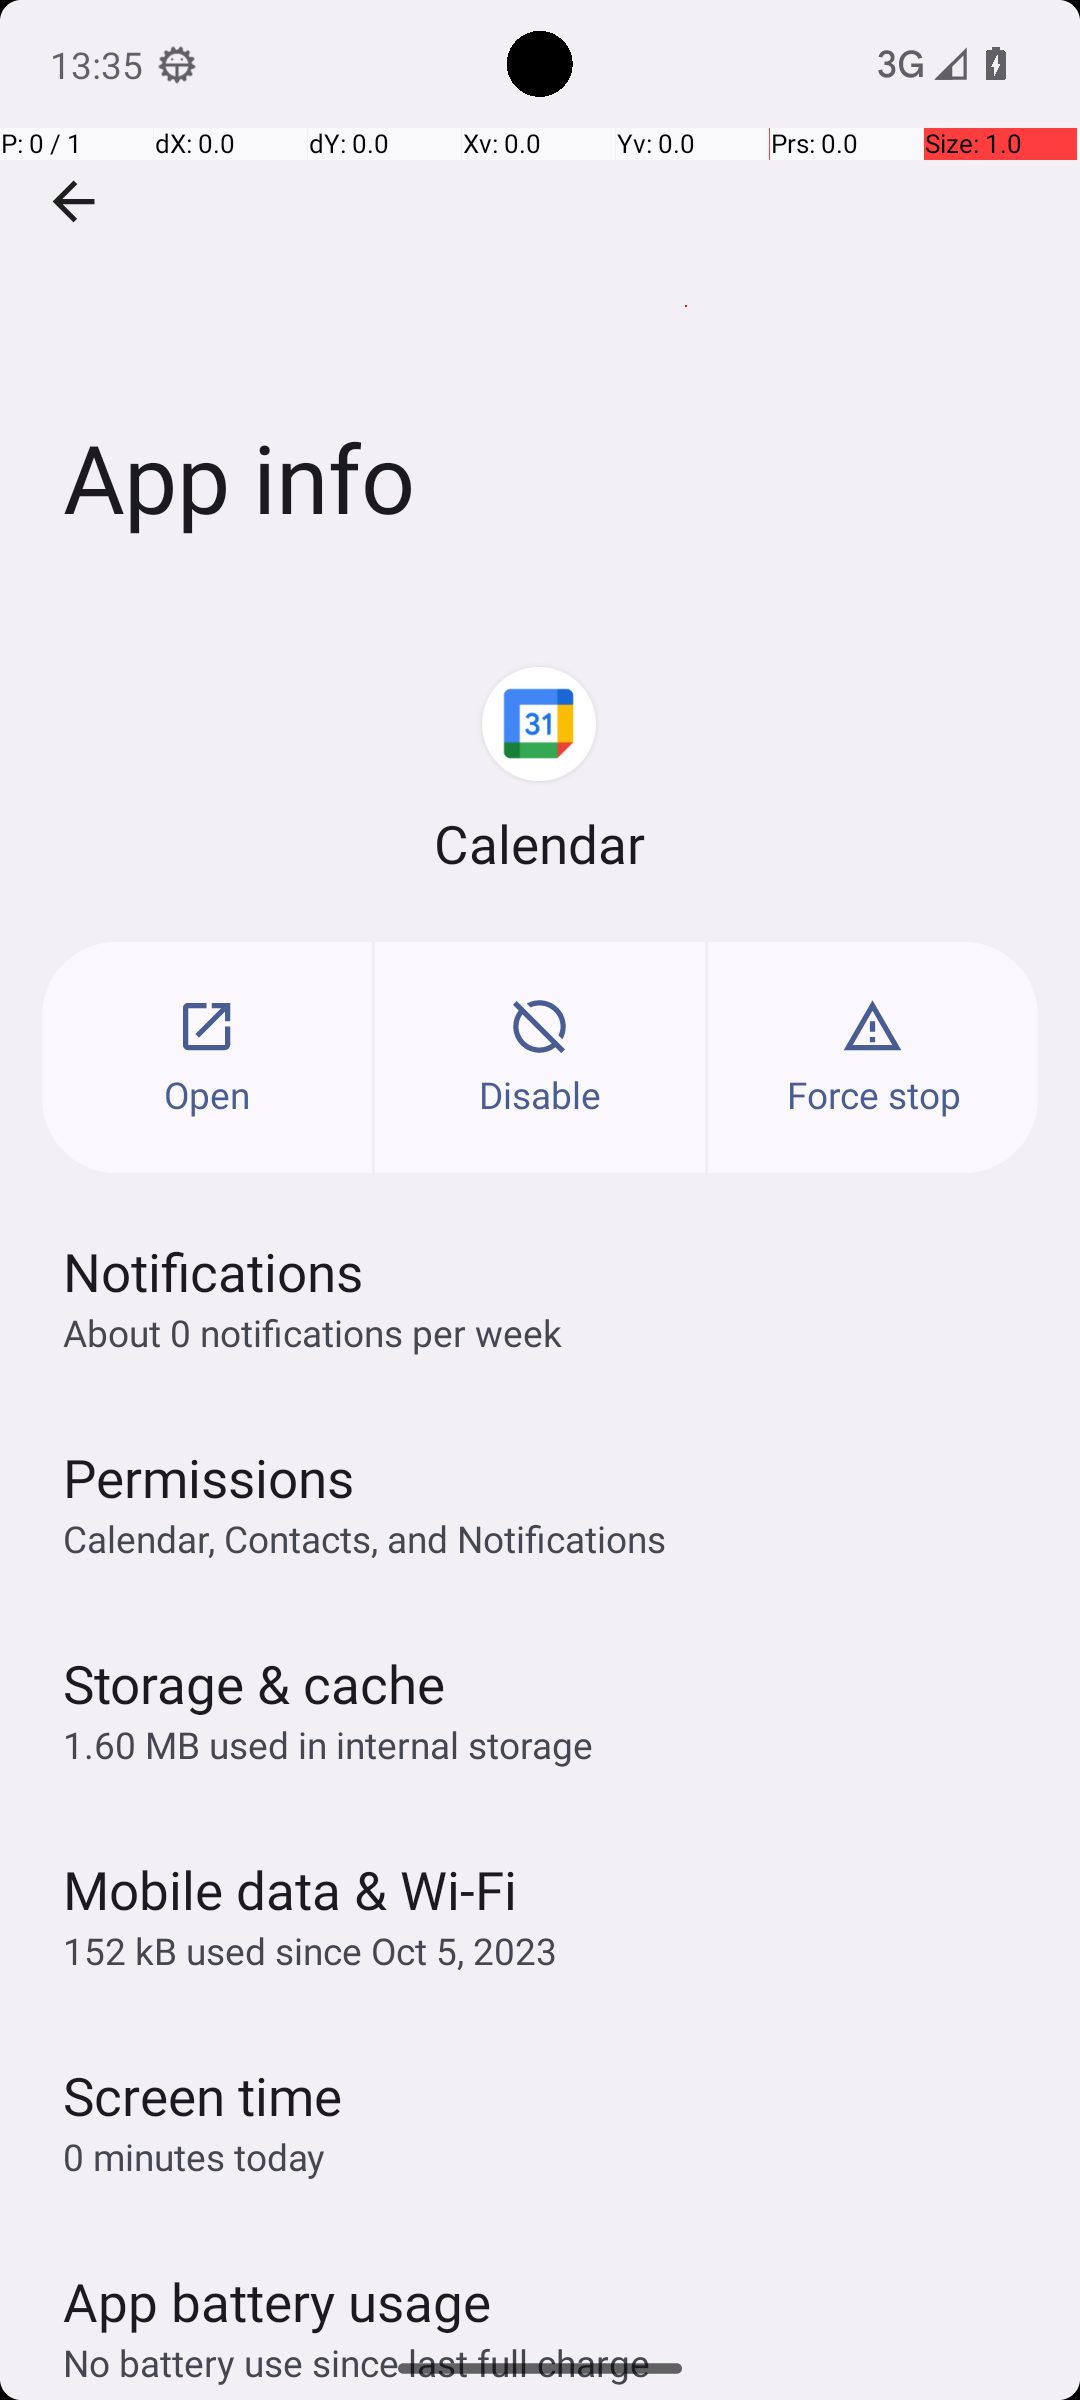 13:35 3G
P: 0 / 1 dX: 0.0 dY: 0.0 Xv: 0.0 Yv: 0.0 Prs: 0.0 Size: 1.0
App info
31
Calendar
Open Disable Force stop
Notifications
About 0 notifications per week
Permissions
Calendar, Contacts, and Notifications
Storage & cache
1.60 MB used in internal storage
Mobile data & Wi-Fi
152 kB used since Oct 5, 2023
Screen time
0 minutes today
App battery usage
No battery use since last full charge